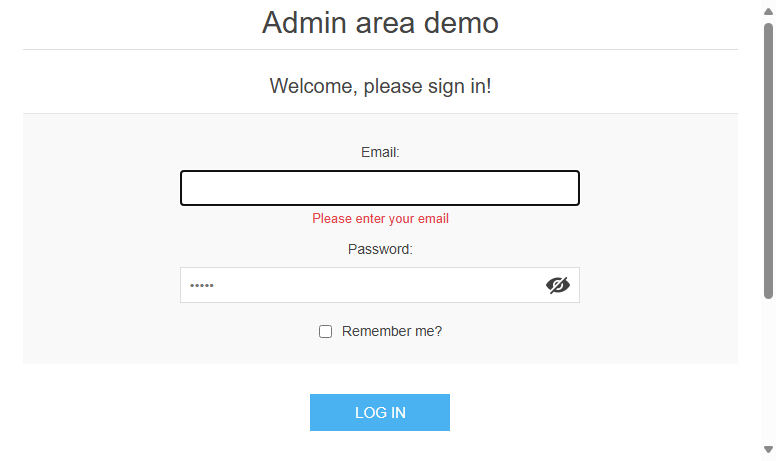 Admin area demo
Welcome, please sign in!
Email:
Please enter your email
Password:
•••••
Remember me?
LOG IN